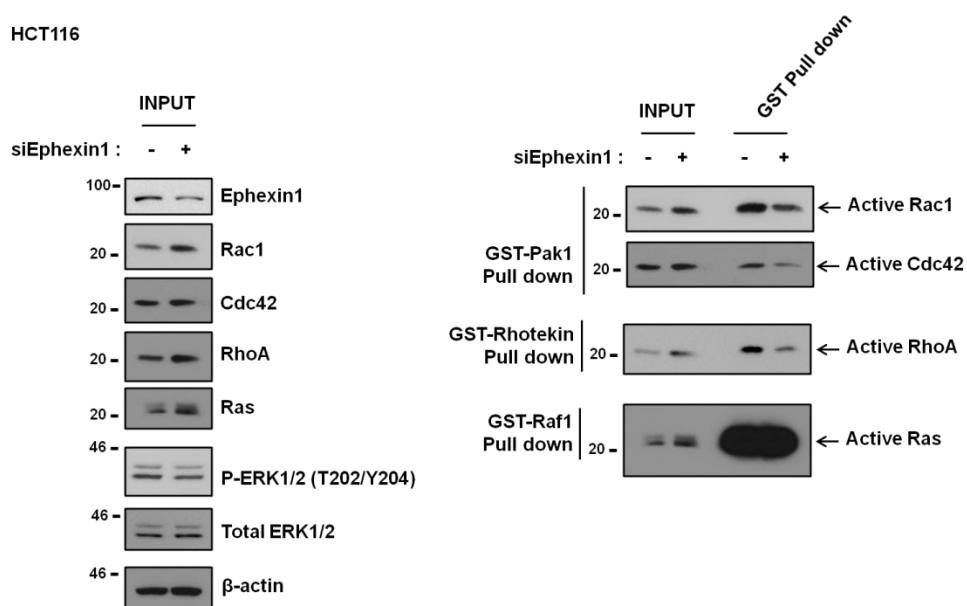 HCT116
INPUT
siEphexin1 : - +
100
Ephexin1
20
Rac1
20
Cdc42
20
RhoA
20
Ras
46
P-ERK1/2 (T202/Y204)
46
Total ERK1/2
46
β-actin
GST Pull down
INPUT
siEphexin1 : - + - +
20
Active Rac1
GST-Pak1
Pull down
20
Active Cdc42
GST-Rhotekin
Pull down
20
Active RhoA
GST-Raf1
Pull down
20
Active Ras